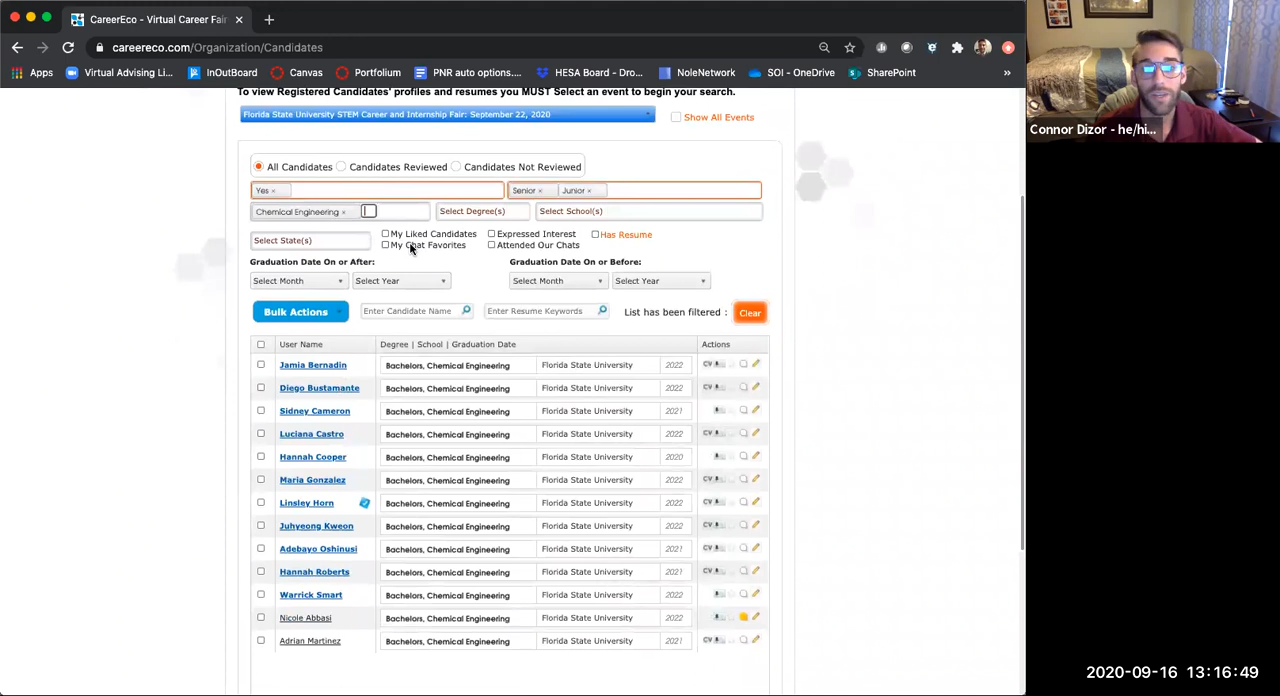 CareerEco - Virtual Career Fair
careereco.com/Organization/Candidates
Apps Virtual Advising Li... InOutBoard Canvas Portfolium PNR auto options.... HESA Board - Dro... NoleNetwork SOI - OneDrive SharePoint »
To view Registered Candidates' profiles and resumes you MUST Select an event to begin your search.
Florida State University STEM Career and Internship Fair: September 22, 2020
Show All Events
All Candidates Candidates Reviewed Candidates Not Reviewed
Yes × Senior × Junior ×
Chemical Engineering × Select Degree(s) Select School(s)
Select State(s) My Liked Candidates Expressed Interest Has Resume
My Chat Favorites Attended Our Chats
Graduation Date On or After: Graduation Date On or Before:
Select Month Select Year Select Month Select Year
Bulk Actions Enter Candidate Name Enter Resume Keywords List has been filtered : Clear
User Name Degree | School | Graduation Date Actions
Jamia Bernadin Bachelors, Chemical Engineering Florida State University 2022 CV
Diego Bustamante Bachelors, Chemical Engineering Florida State University 2022 CV
Sidney Cameron Bachelors, Chemical Engineering Florida State University 2021
Luciana Castro Bachelors, Chemical Engineering Florida State University 2022 CV
Hannah Cooper Bachelors, Chemical Engineering Florida State University 2020
Maria Gonzalez Bachelors, Chemical Engineering Florida State University 2022 CV
Linsley Horn Bachelors, Chemical Engineering Florida State University 2022 CV
Juhyeong Kweon Bachelors, Chemical Engineering Florida State University 2022 CV
Adebayo Oshinusi Bachelors, Chemical Engineering Florida State University 2021 CV
Hannah Roberts Bachelors, Chemical Engineering Florida State University 2021 CV
Warrick Smart Bachelors, Chemical Engineering Florida State University 2022
Nicole Abbasi Bachelors, Chemical Engineering Florida State University 2022
Adrian Martinez Bachelors, Chemical Engineering Florida State University 2021 CV
Connor Dizor - he/hi...
2020-09-16 13:16:49